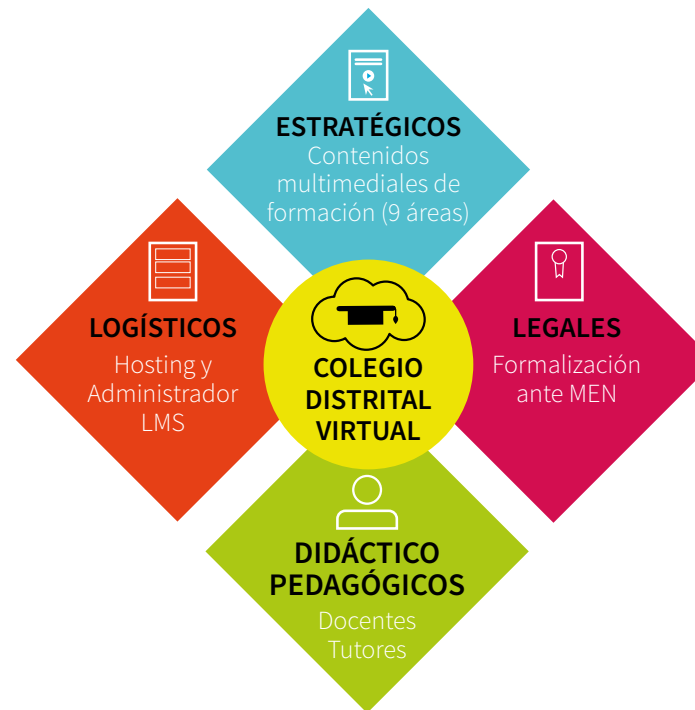 ESTRATÉGICOS
Contenidos
multimediales de
formación (9 áreas)
LOGÍSTICOS
Hosting y
Administrador
LMS
COLEGIO
DISTRITAL
VIRTUAL
LEGALES
Formalización
ante MEN
DIDÁCTICO
PEDAGÓGICOS
Docentes
Tutores